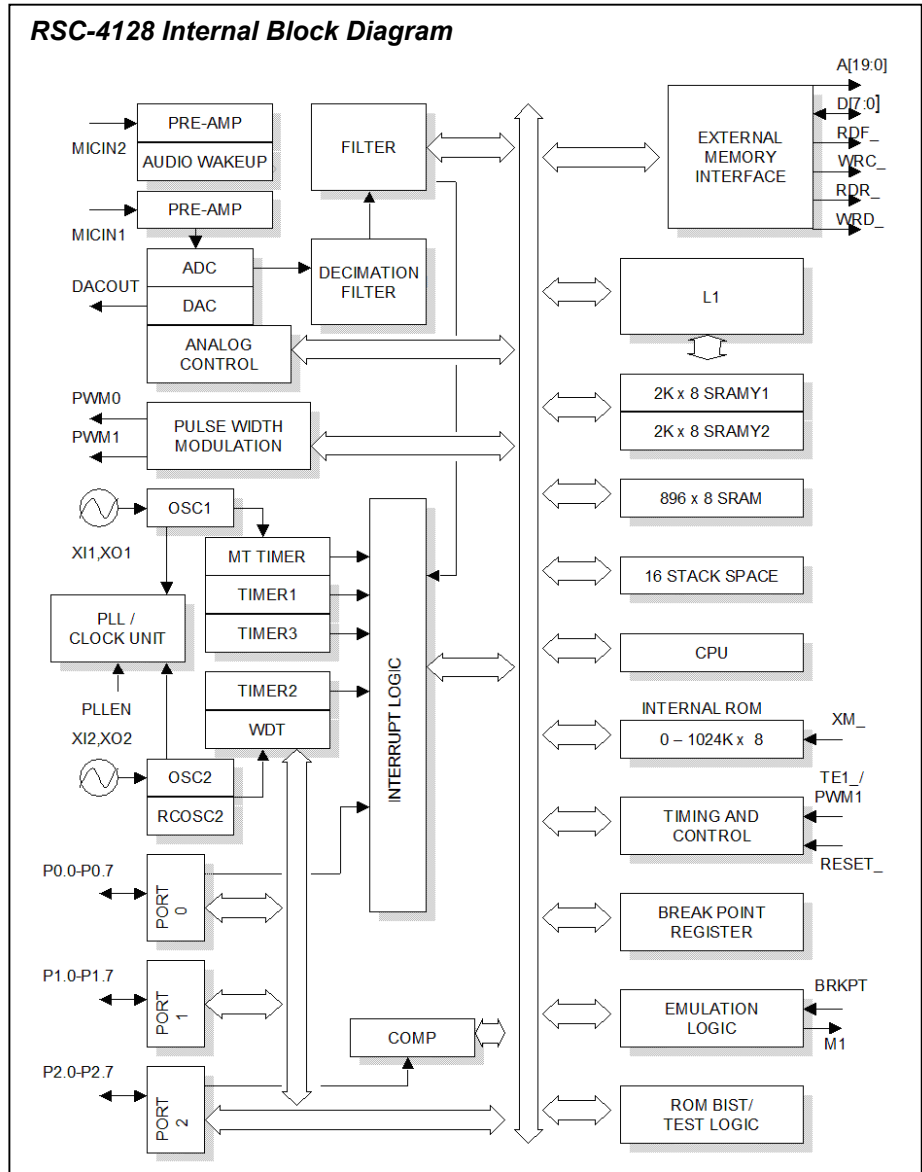 RSC-4128 Internal Block Diagram
MICIN2
PRE-AMP
AUDIO WAKEUP
MICIN1
PRE-AMP
DACOUT
ADC
DAC
ANALOG
CONTROL
FILTER
DECIMATION
FILTER
PWM0
PWM1
PULSE WIDTH
MODULATION
OSC1
XI1,XO1
MT TIMER
TIMER1
TIMER3
PLL /
CLOCK UNIT
PLLEN
TIMER2
WDT
XI2,XO2
OSC2
RCOSC2
INTERRUPT LOGIC
P0.0-P0.7
PORT
0
P1.0-P1.7
PORT
1
P2.0-P2.7
PORT
2
COMP
EXTERNAL
MEMORY
INTERFACE
A[19:0]
D[7:0]
RDF_
WRC_
RDR_
WRD_
L1
2K x 8 SRAMY1
2K x 8 SRAMY2
896 x 8 SRAM
16 STACK SPACE
CPU
INTERNAL ROM
0 – 1024K x 8
XM_
TIMING AND
CONTROL
TE1_/
PWM1
RESET_
BREAK POINT
REGISTER
EMULATION
LOGIC
BRKPT
M1
ROM BIST/
TEST LOGIC